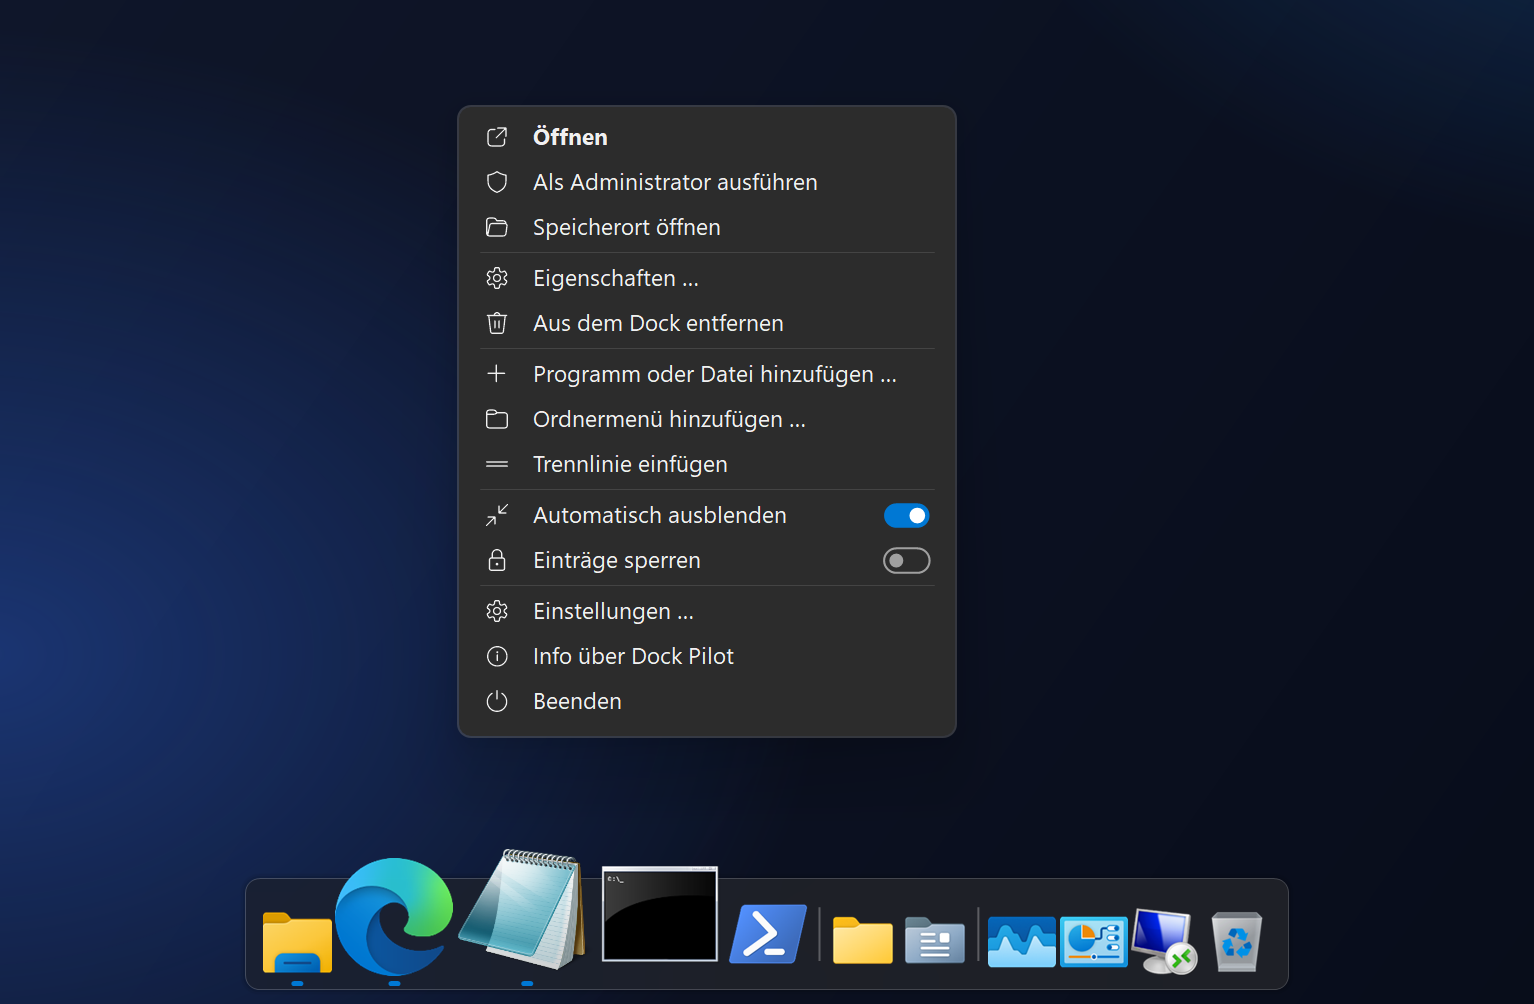 Öffnen
Als Administrator ausführen
Speicherort öffnen
Eigenschaften ...
Aus dem Dock entfernen
Programm oder Datei hinzufügen ...
Ordnermenü hinzufügen ...
Trennlinie einfügen
Automatisch ausblenden
Einträge sperren
Einstellungen ...
Info über Dock Pilot
Beenden
C:\_